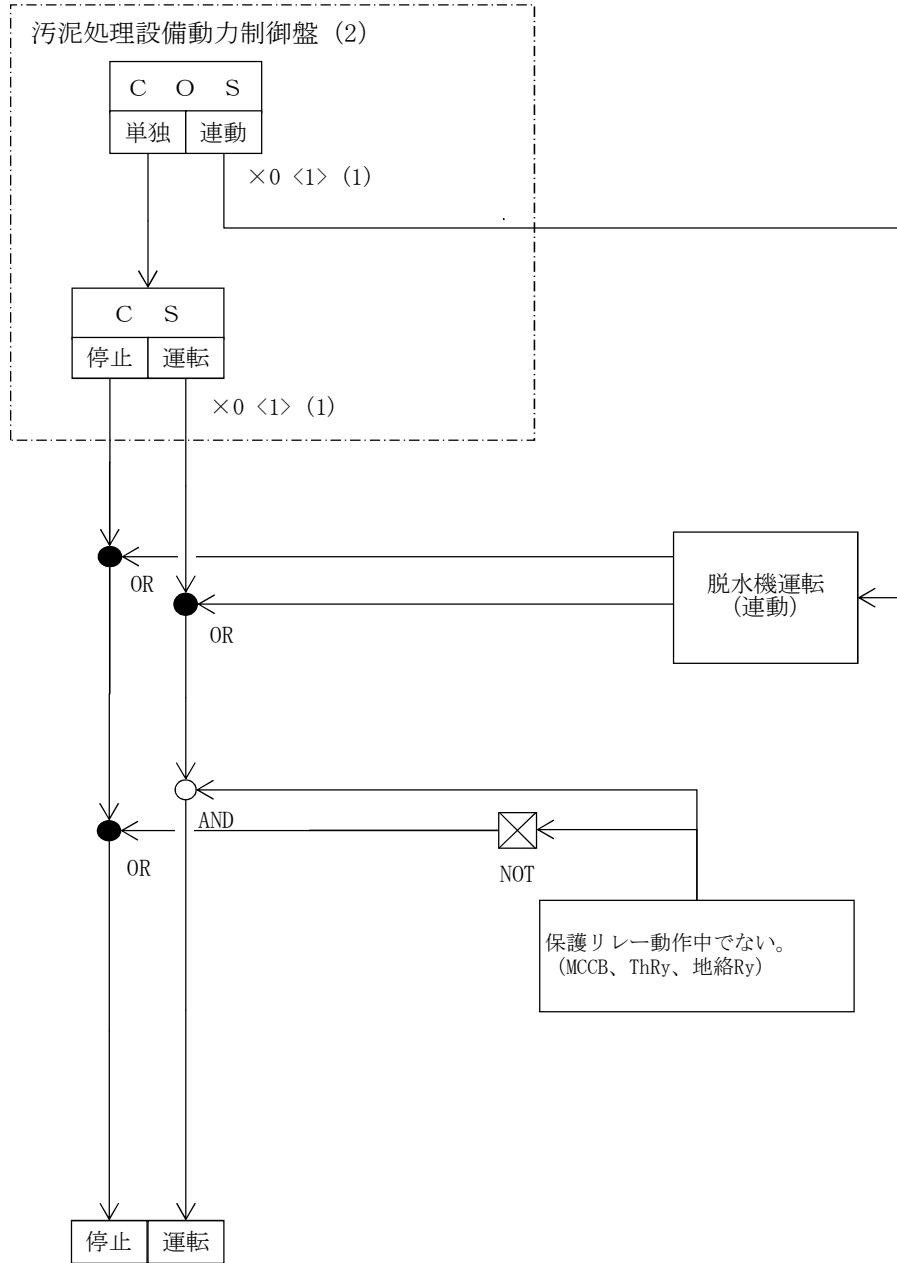 汚泥処理設備動力制御盤 (2)
C O S
単独 連動
×0 <1> (1)
C S
停止 運転
×0 <1> (1)
OR
OR
脱水機運転
(連動)
AND
OR
NOT
保護リレー動作中でない。
(MCCB、ThRy、地絡Ry)
停止 運転